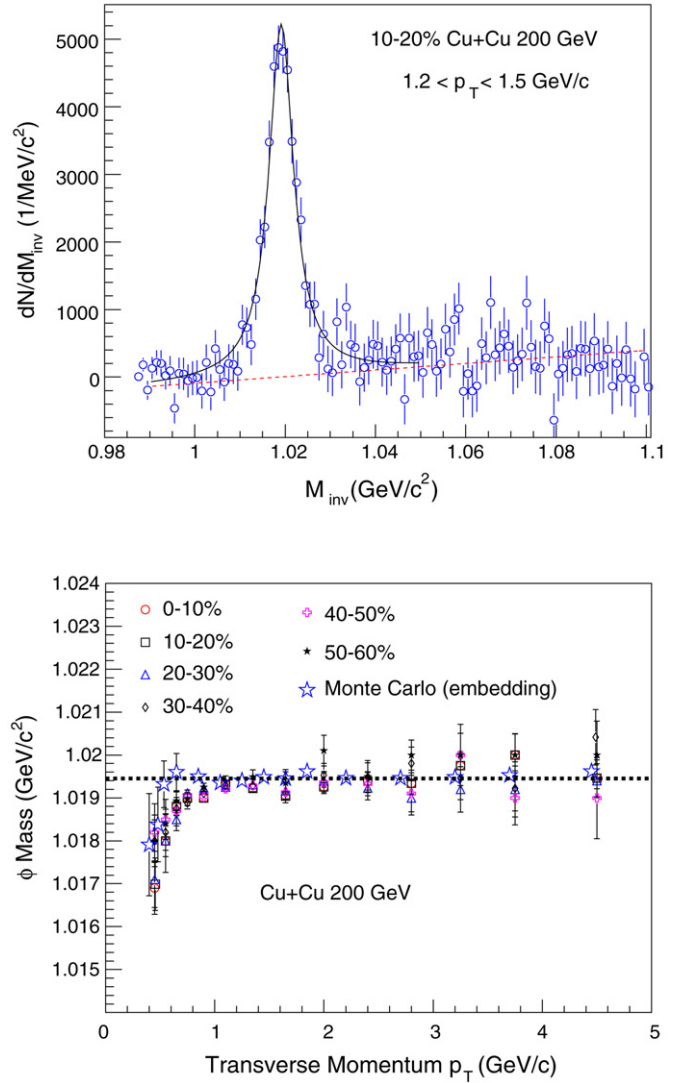 10-20% Cu+Cu 200 GeV
1.2 < p_T < 1.5 GeV/c
dN/dM_inv (1/MeV/c²)
5000
4000
3000
2000
1000
0
0.98 1 1.02 1.04 1.06 1.08 1.1
M_inv (GeV/c²)
0-10%
10-20%
20-30%
30-40%
40-50%
50-60%
Monte Carlo (embedding)
Cu+Cu 200 GeV
ϕ Mass (GeV/c²)
1.024
1.023
1.022
1.021
1.02
1.019
1.018
1.017
1.016
1.015
0 1 2 3 4 5
Transverse Momentum p_T (GeV/c)